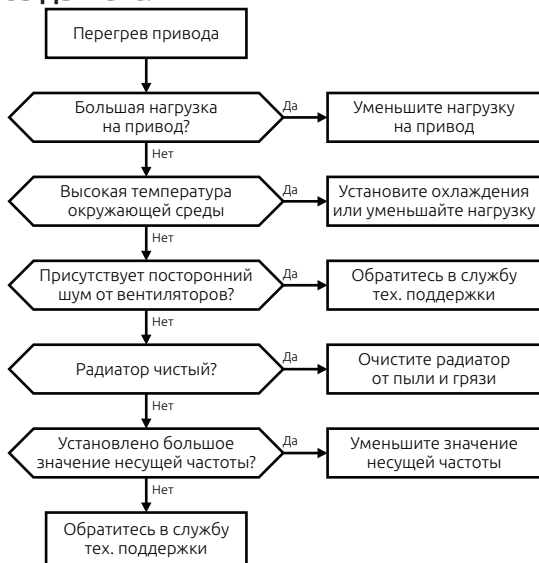 Перегрев привода
Большая нагрузка
на привод?
Да
Уменьшите нагрузку
на привод
Нет
Высокая температура
окружающей среды
Да
Установите охлаждения
или уменьшайте нагрузку
Нет
Присутствует посторонний
шум от вентиляторов?
Да
Обратитесь в службу
тех. поддержки
Нет
Радиатор чистый?
Да
Очистите радиатор
от пыли и грязи
Нет
Установлено большое
значение несущей частоты?
Да
Уменьшите значение
несущей частоты
Нет
Обратитесь в службу
тех. поддержки